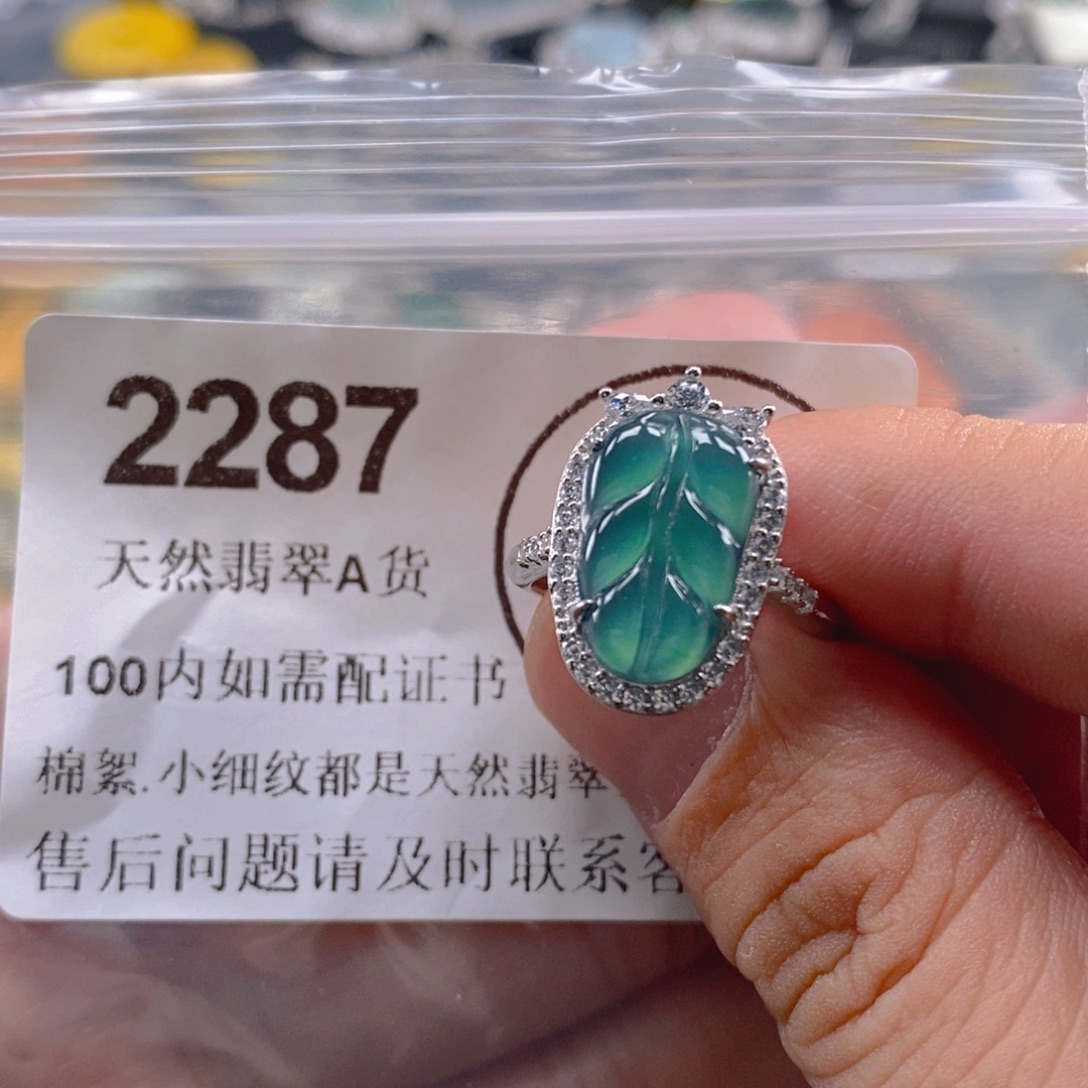 2287
天然翡翠A货
100内如需配证书
棉絮.小细纹都是天然翡翠
售后问题请及时联系客